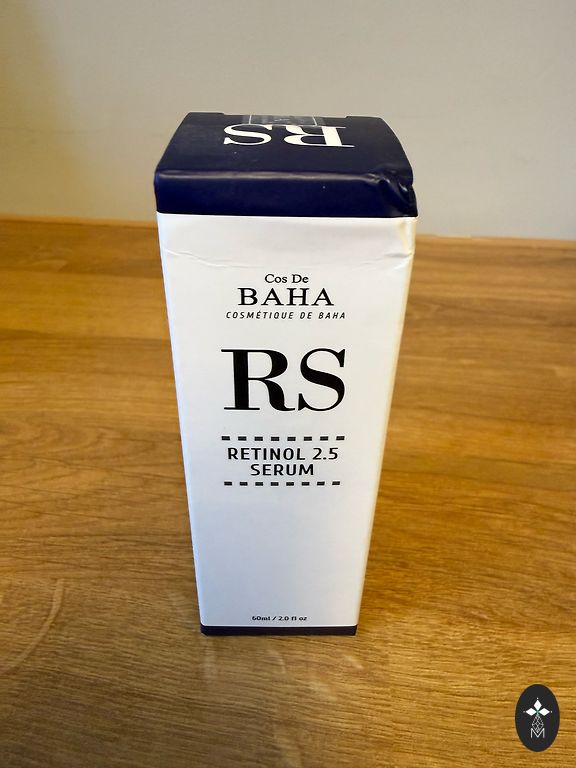 RS
Cos De
BAHA
COSMÉTIQUE DE BAHA
RS
RETINOL 2.5
SERUM
60ml / 2.0 fl oz
M